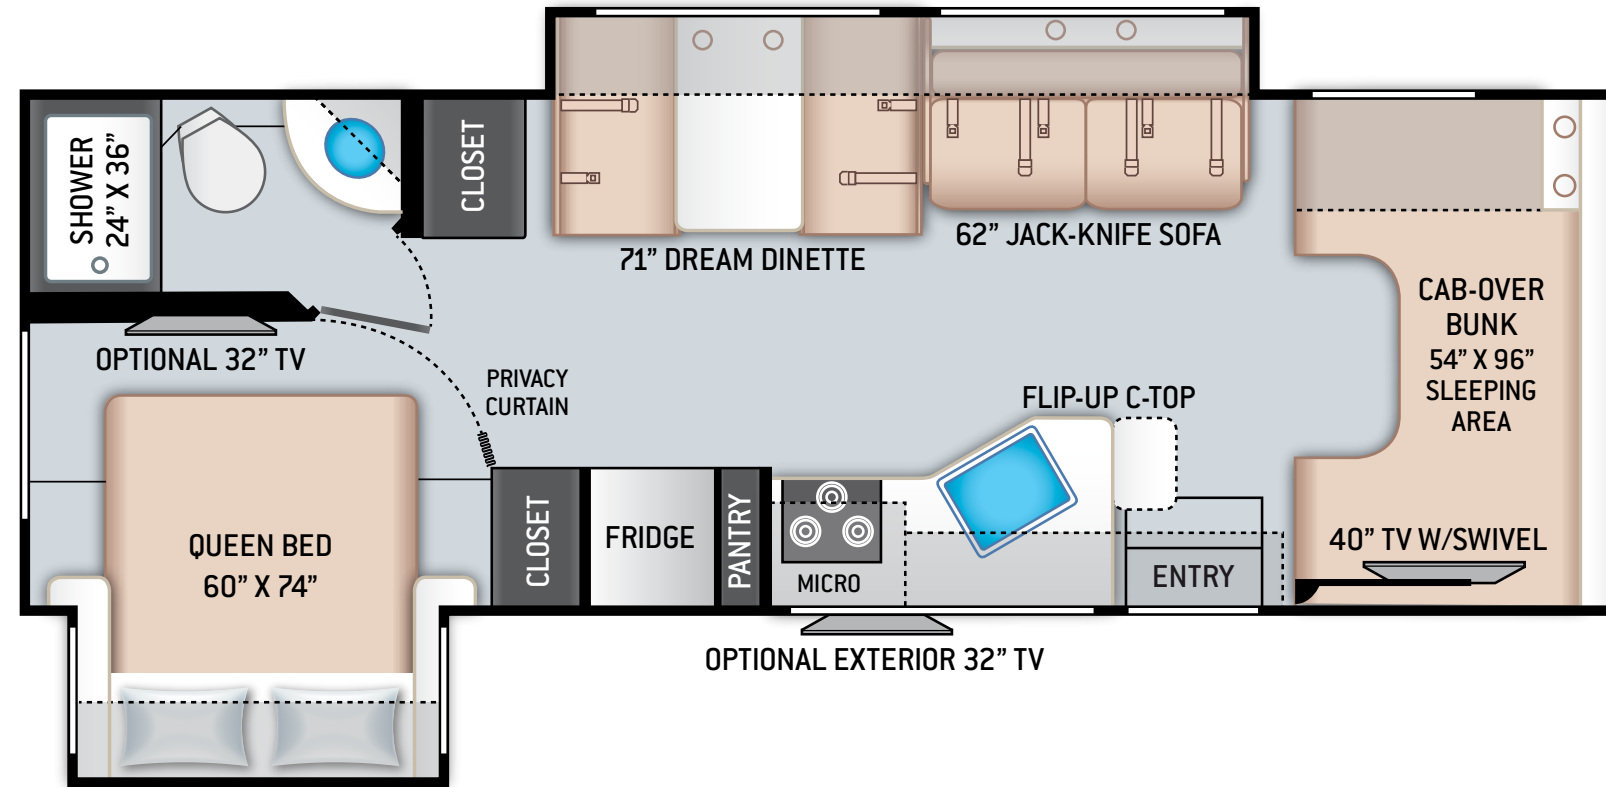 SHOWER
24” X 36”
CLOSET
71” DREAM DINETTE
62” JACK-KNIFE SOFA
CAB-OVER
BUNK
54” X 96”
SLEEPING
AREA
OPTIONAL 32” TV
PRIVACY
CURTAIN
FLIP-UP C-TOP
QUEEN BED
60” X 74”
CLOSET
FRIDGE
PANTRY
MICRO
ENTRY
40” TV W/SWIVEL
OPTIONAL EXTERIOR 32” TV